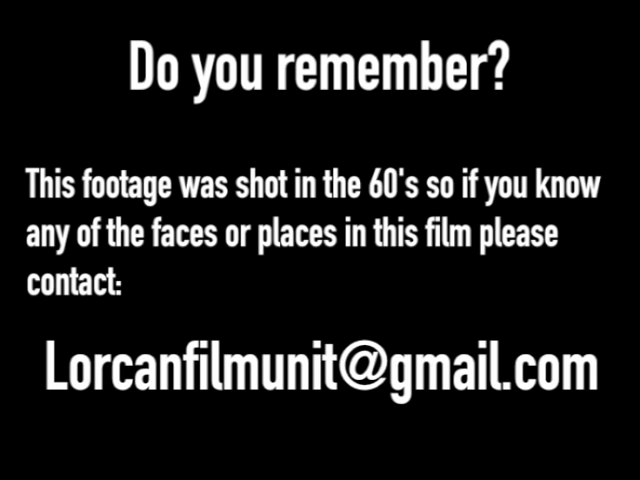 Do you remember?
This footage was shot in the 60's so if you know
any of the faces or places in this film please
contact:
Lorcanfilmunit@gmail.com